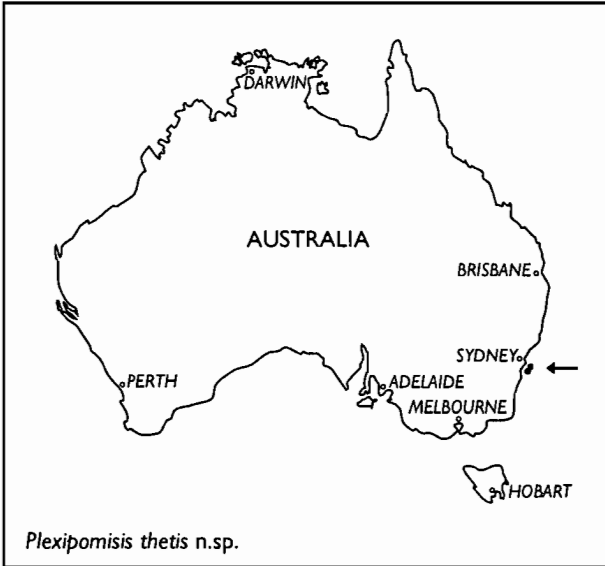 DARWIN
AUSTRALIA
BRISBANE
SYDNEY
PERTH
ADELAIDE
MELBOURNE
HOBART
Plexipomisis thetis n.sp.